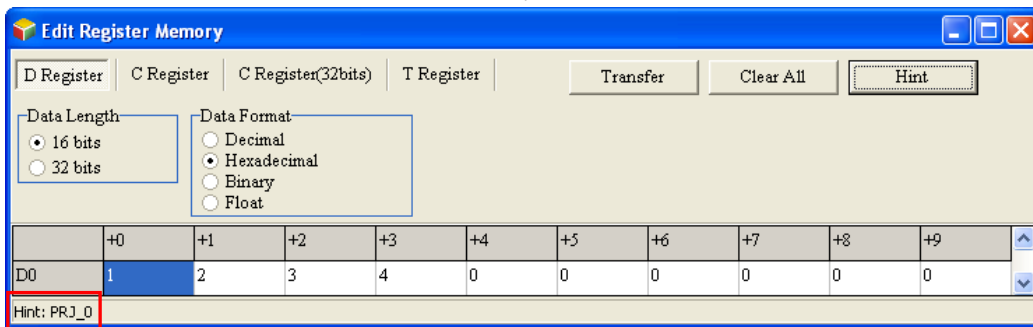 Edit Register Memory
D Register C Register C Register(32bits) T Register Transfer Clear All Hint
Data Length
16 bits
32 bits
Data Format
Decimal
Hexadecimal
Binary
Float
+0 +1 +2 +3 +4 +5 +6 +7 +8 +9
D0 1 2 3 4 0 0 0 0 0 0
Hint: PRJ_0